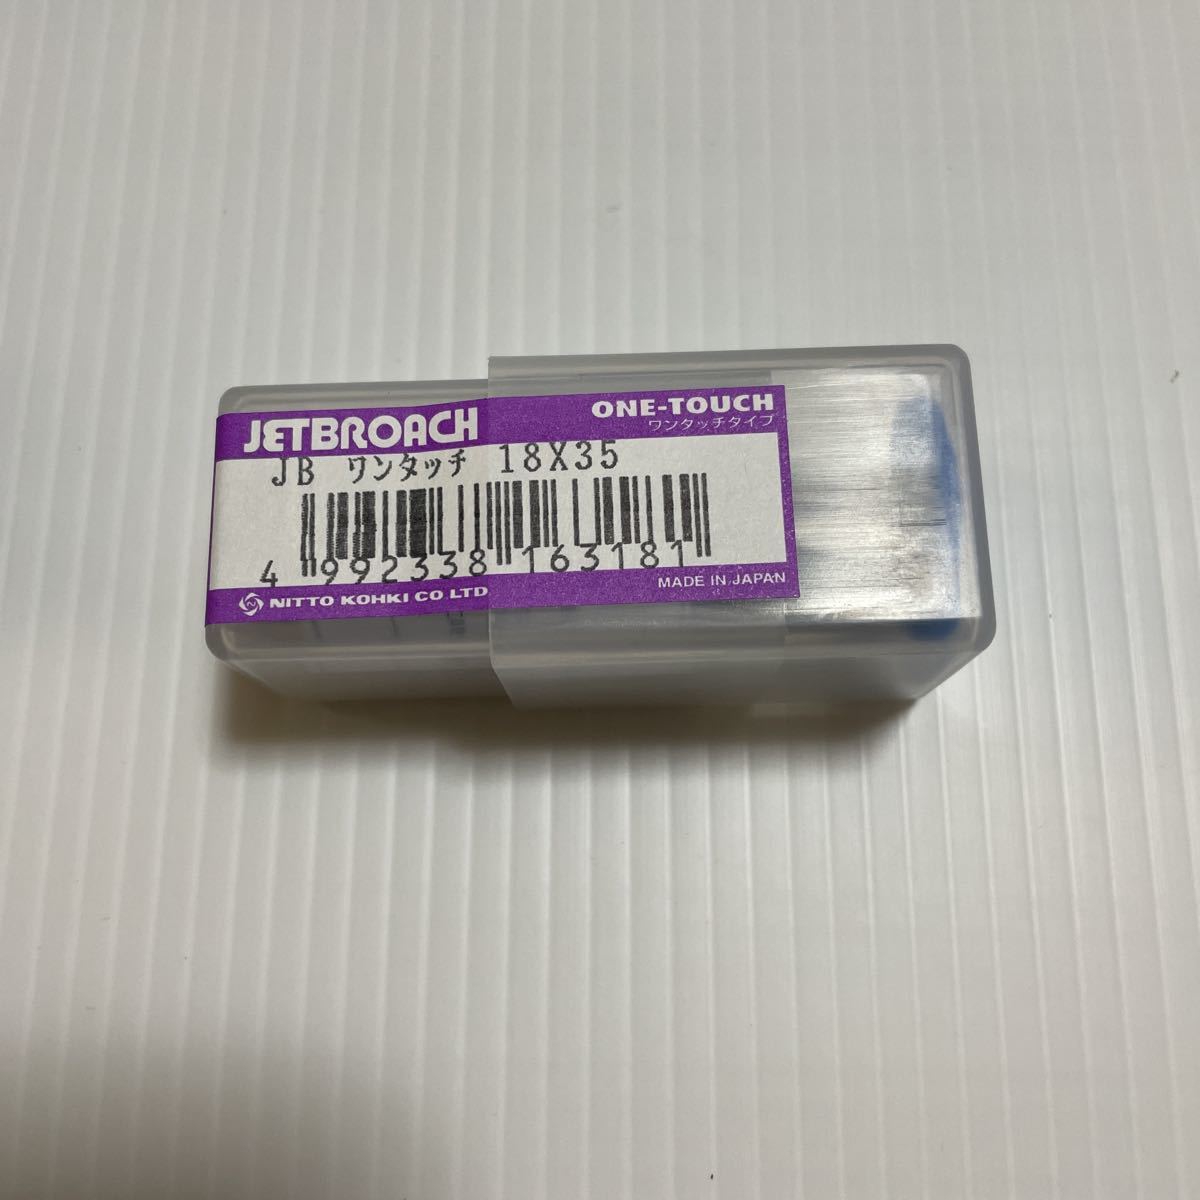 JETBROACH
ONE-TOUCH
ワンタッチタイプ
JB ワンタッチ 18X35
4 992338 163181
NITTO KOHKI CO LTD
MADE IN JAPAN